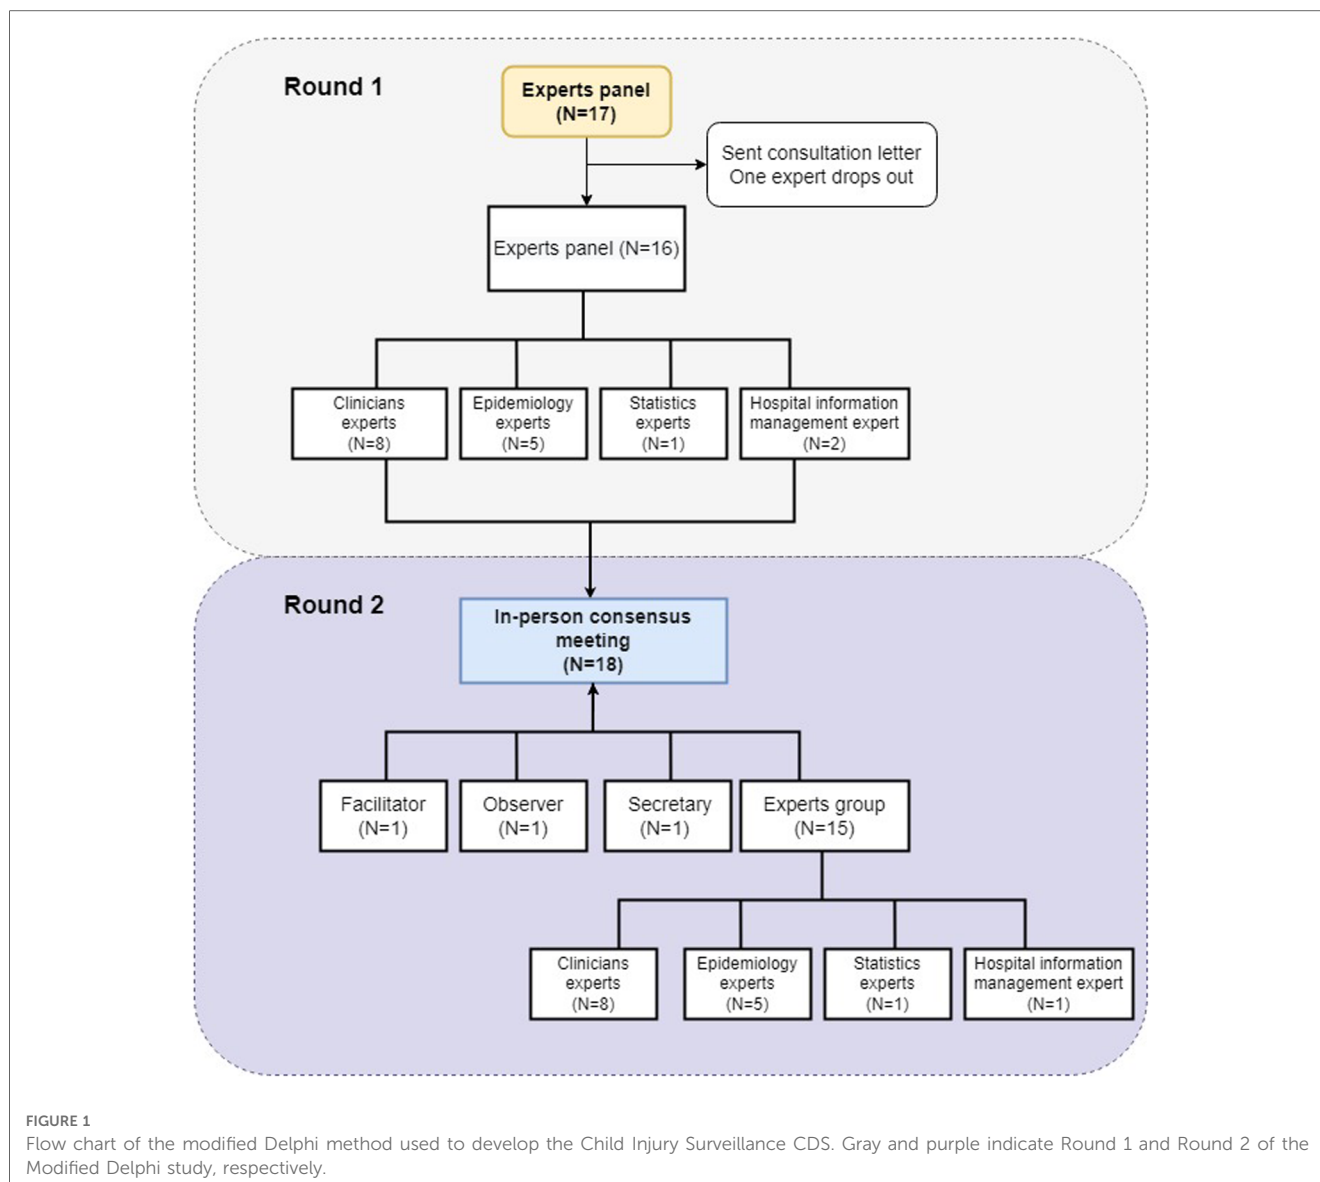 Round 1
Experts panel
(N=17)
Sent consultation letter
One expert drops out
Experts panel (N=16)
Clinicians
experts
(N=8)
Epidemiology
experts
(N=5)
Statistics
experts
(N=1)
Hospital information
management expert
(N=2)
Round 2
In-person consensus
meeting
(N=18)
Facilitator
(N=1)
Observer
(N=1)
Secretary
(N=1)
Experts group
(N=15)
Clinicians
experts
(N=8)
Epidemiology
experts
(N=5)
Statistics
experts
(N=1)
Hospital information
management expert
(N=1)
FIGURE 1
Flow chart of the modified Delphi method used to develop the Child Injury Surveillance CDS. Gray and purple indicate Round 1 and Round 2 of the
Modified Delphi study, respectively.